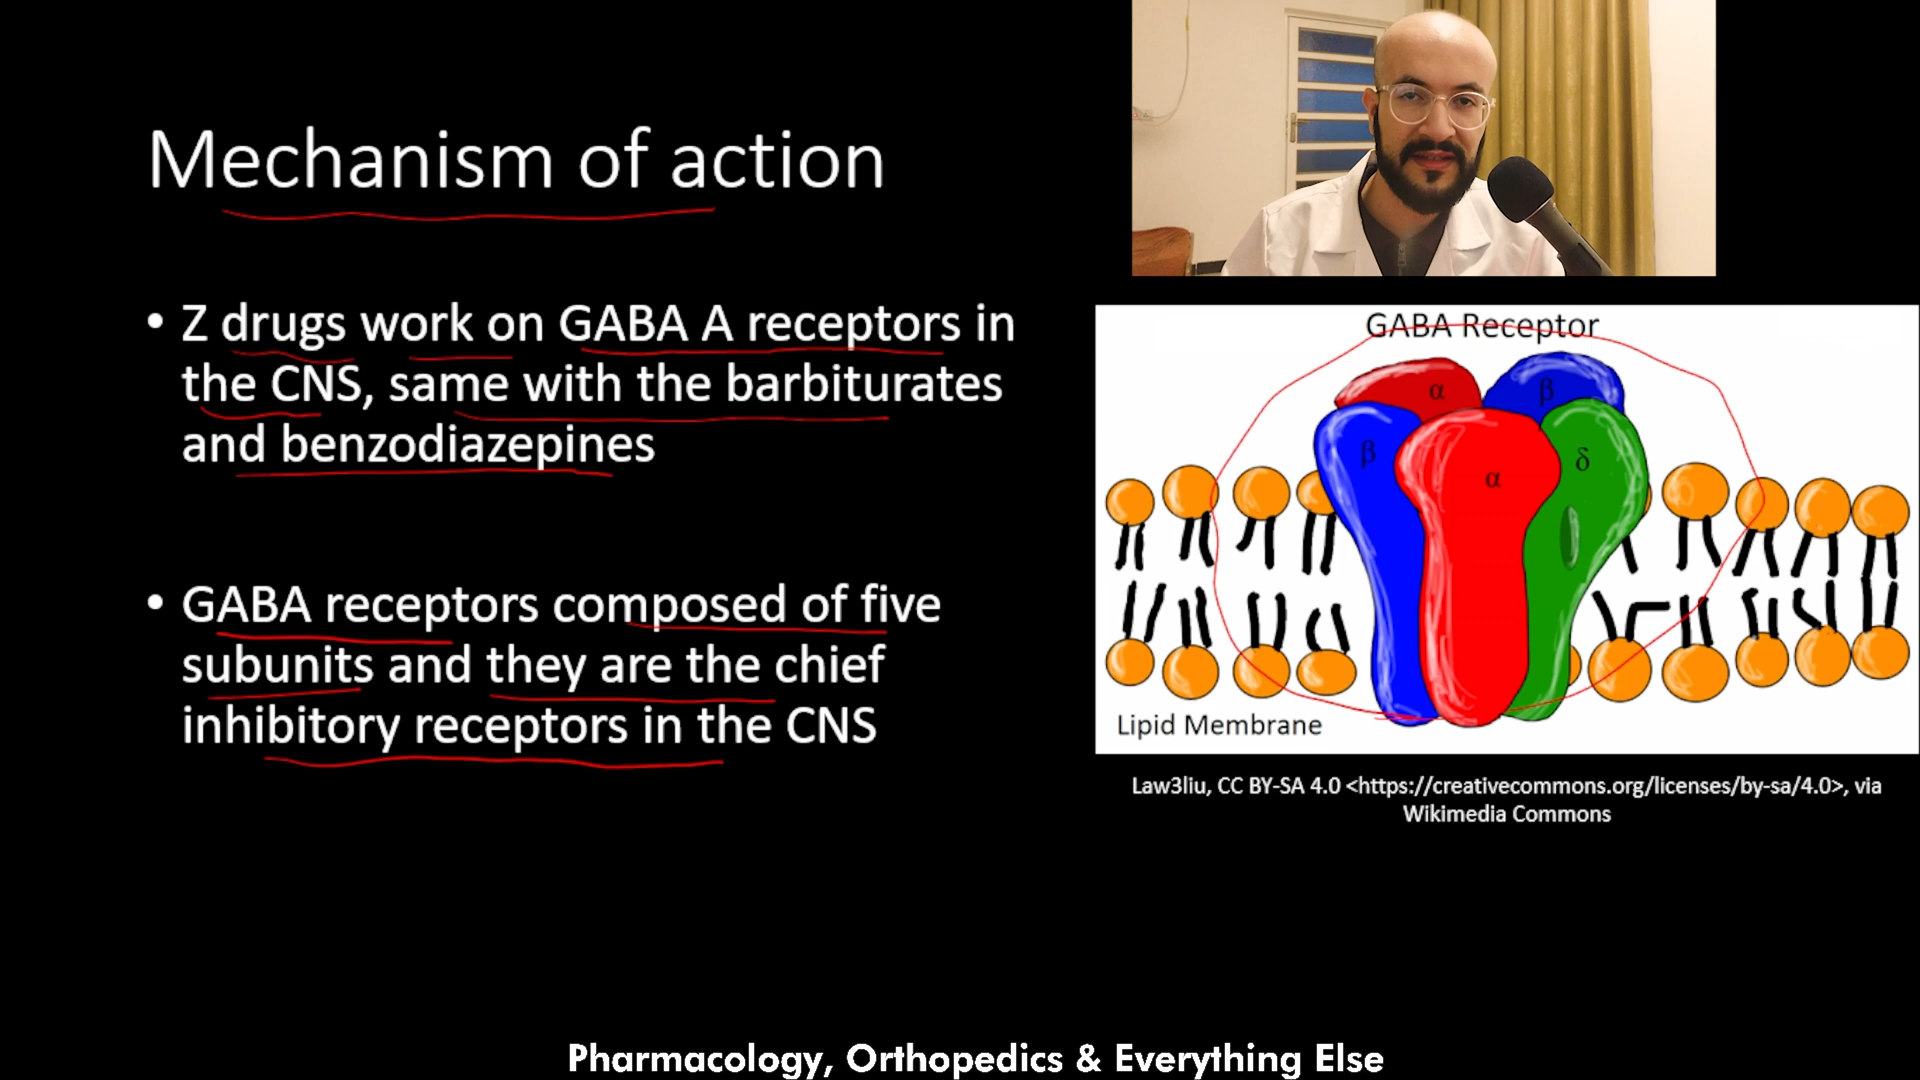 Mechanism of action
• Z drugs work on GABA A receptors in
the CNS, same with the barbiturates
and benzodiazepines
• GABA receptors composed of five
subunits and they are the chief
inhibitory receptors in the CNS
GABA Receptor
α
β
β
α
δ
Lipid Membrane
Law3liu, CC BY-SA 4.0 <https://creativecommons.org/licenses/by-sa/4.0>, via
Wikimedia Commons
Pharmacology, Orthopedics & Everything Else